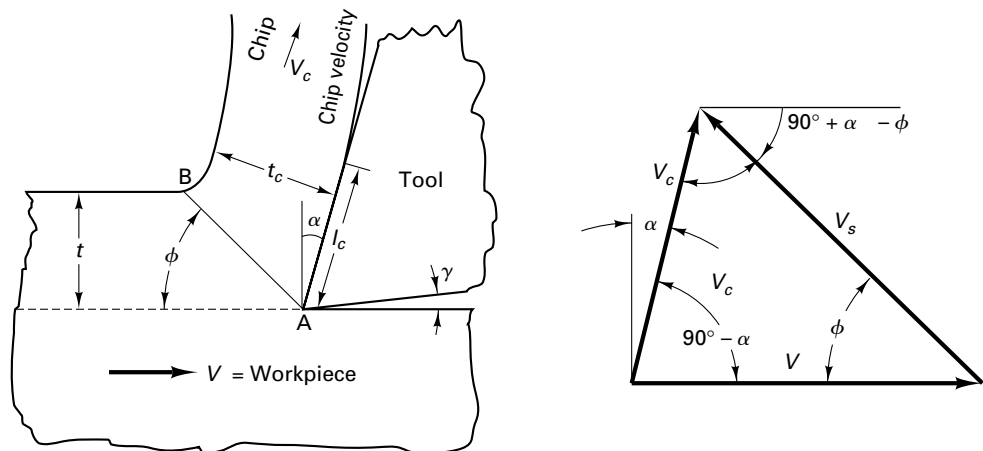 Chip
V_c
Chip velocity
B
t_c
Tool
t
ϕ
α
l_c
γ
A
V = Workpiece
90° + α - ϕ
V_c
V_s
α
V_c
90° - α
V
ϕ